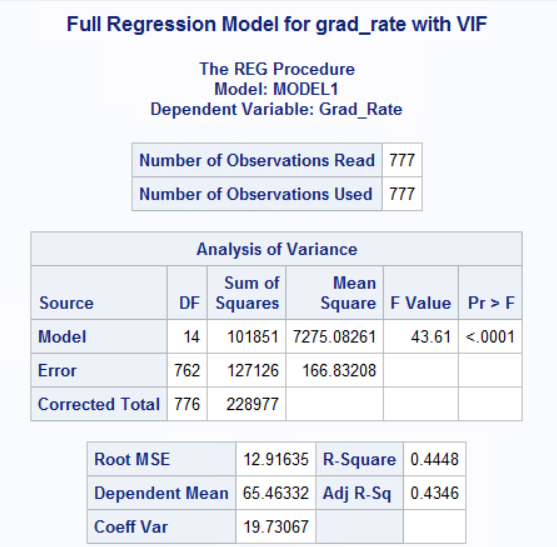 Full Regression Model for grad_rate with VIF
The REG Procedure
Model: MODEL1
Dependent Variable: Grad_Rate
Number of Observations Read 777
Number of Observations Used 777
Analysis of Variance
Source DF Sum of Squares Mean Square F Value Pr > F
Model 14 101851 7275.08261 43.61 <.0001
Error 762 127126 166.83208
Corrected Total 776 228977
Root MSE 12.91635 R-Square 0.4448
Dependent Mean 65.46332 Adj R-Sq 0.4346
Coeff Var 19.73067